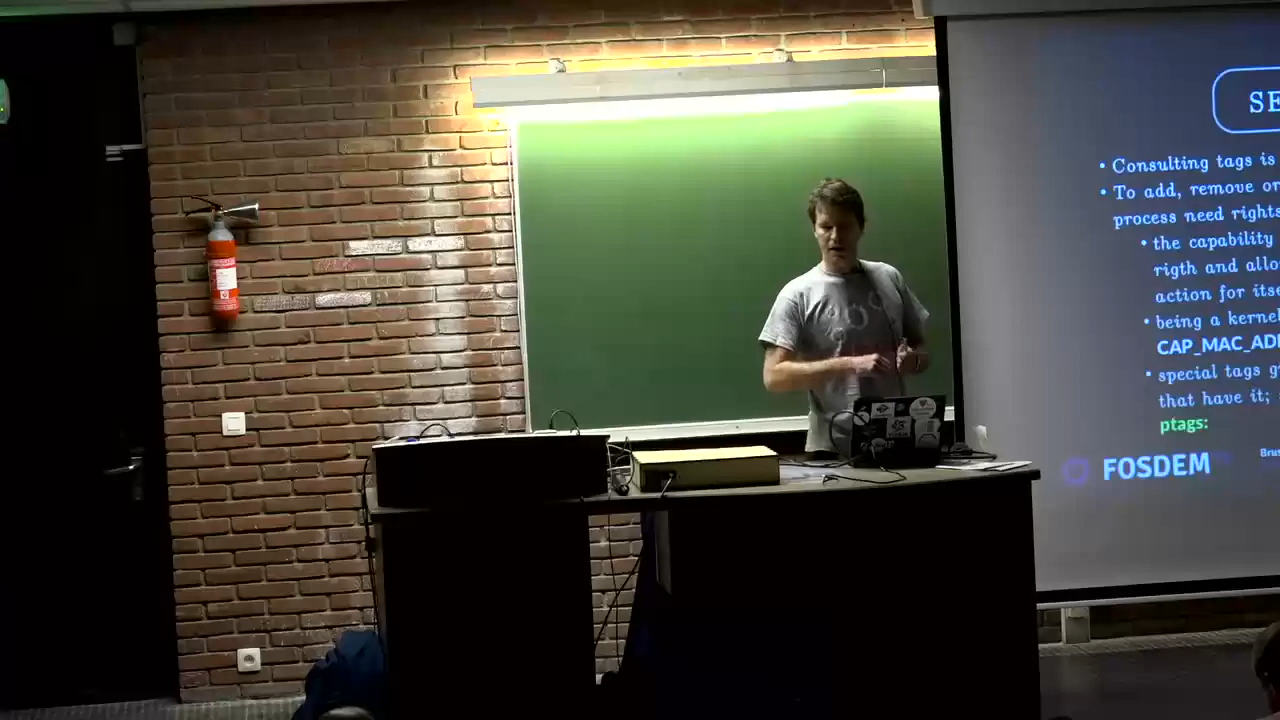 SE
• Consulting tags is
• To add, remove or
process need rights
• the capability
rigth and allo
action for itse
• being a kernel
CAP_MAC_AD
• special tags g
that have it;
ptags:
FOSDEM
Brus